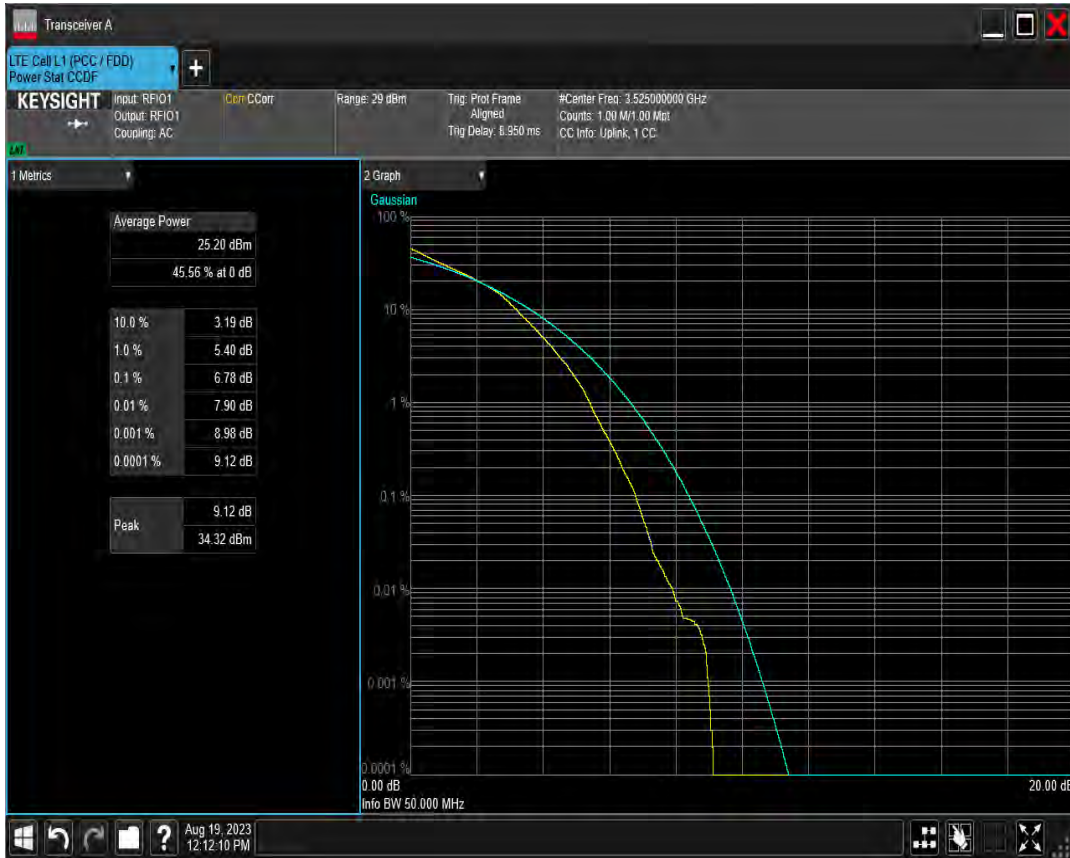 Transceiver A
LTE Cell L1 (PCC / FDD)
Power Stat CCDF
+
KEYSIGHT
Input: RFIO1
Output: RFIO1
Coupling: AC
Corr CCorr
Range: 29 dBm
Trig: Prot Frame
Aligned
Trig Delay: 8.950 ms
#Center Freq: 3.525000000 GHz
Counts: 1.00 M/1.00 Mpt
CC Info: Uplink, 1 CC
1 Metrics
Average Power
25.20 dBm
45.56 % at 0 dB
10.0 % 3.19 dB
1.0 % 5.40 dB
0.1 % 6.78 dB
0.01 % 7.90 dB
0.001 % 8.98 dB
0.0001 % 9.12 dB
Peak
9.12 dB
34.32 dBm
2 Graph
Gaussian
100 %
10 %
1 %
0.1 %
0.01 %
0.001 %
0.0001 %
0.00 dB
20.00 dB
Info BW 50.000 MHz
?
Aug 19, 2023
12:12:10 PM